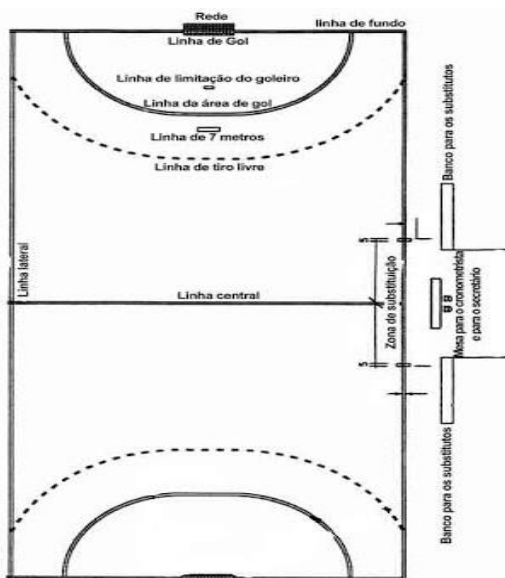 Rede
linha de fundo
Linha de Gol
Linha de limitação do goleiro
Linha da área de gol
Linha de 7 metros
Linha de tiro livre
Banco para os substitutos
5
Linha lateral
Zona de substituição
Linha central
Mesa para o cronometrista
e para o secretário
5
Banco para os substitutos